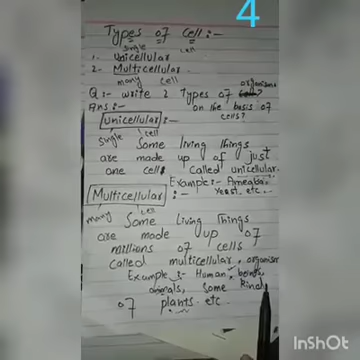 4
Types of cell :-
single cell
1. Unicellular
2. Multicellular
many cell
organisms
Q:- write 2 Types of cell?
Ans:- on the basis of
cells?
Unicellular :-
single cell
Some living things
are made up of just
one cell called unicellular.
Example:- Amoeba,
Yeast etc.
Multicellular :-
many cell
Some Living Things
are made up of
millions of cells
called multicellular organism
Example :- Human beings,
animals, some Kinds
of plants etc.
InShOt